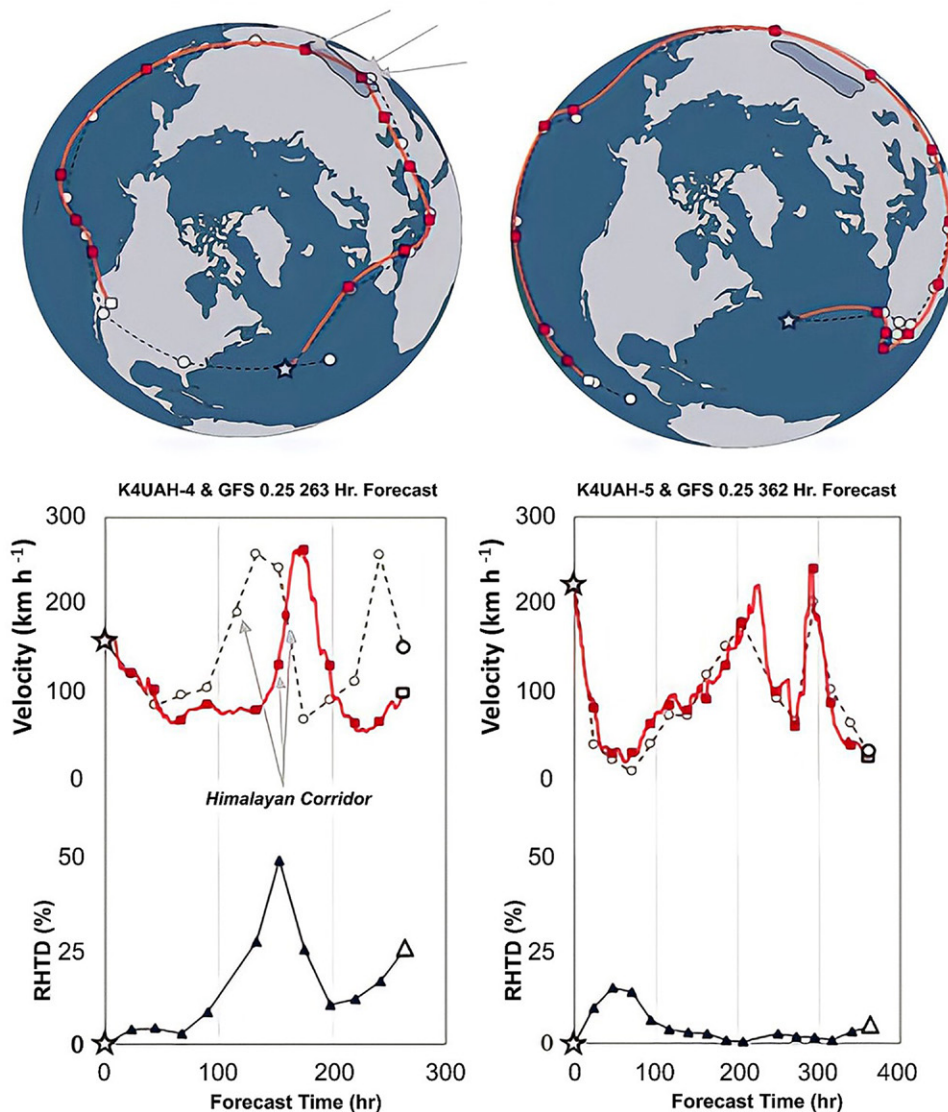 K4UAH-4 & GFS 0.25 263 Hr. Forecast
300
200
100
0
Velocity (km h -1)
Himalayan Corridor
50
25
0
RHTD (%)
0 100 200 300
Forecast Time (hr)
K4UAH-5 & GFS 0.25 362 Hr. Forecast
300
200
100
0
Velocity (km h -1)
50
25
0
RHTD (%)
0 100 200 300 400
Forecast Time (hr)